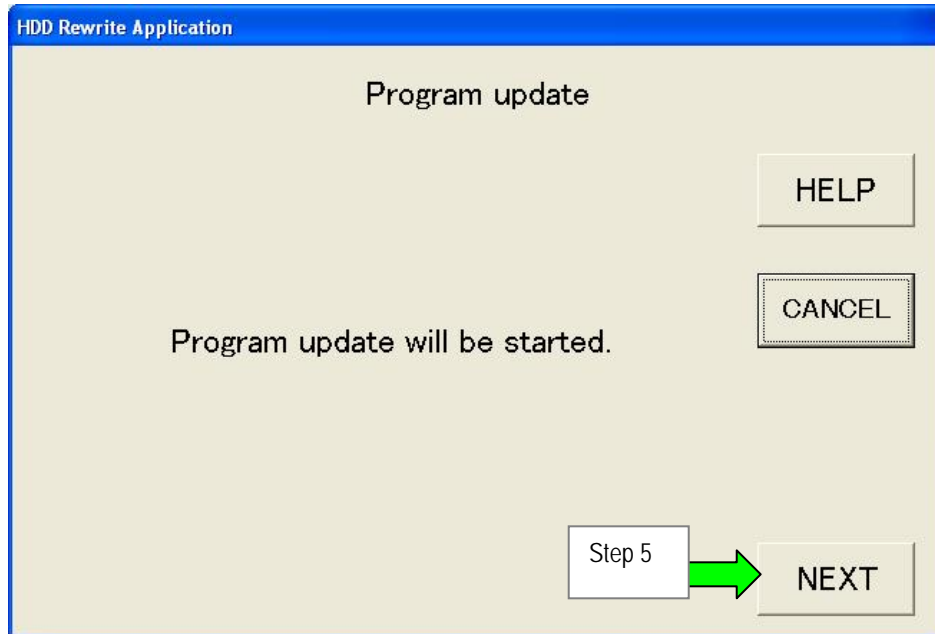 HDD Rewrite Application
Program update
HELP
CANCEL
Program update will be started.
Step 5
NEXT